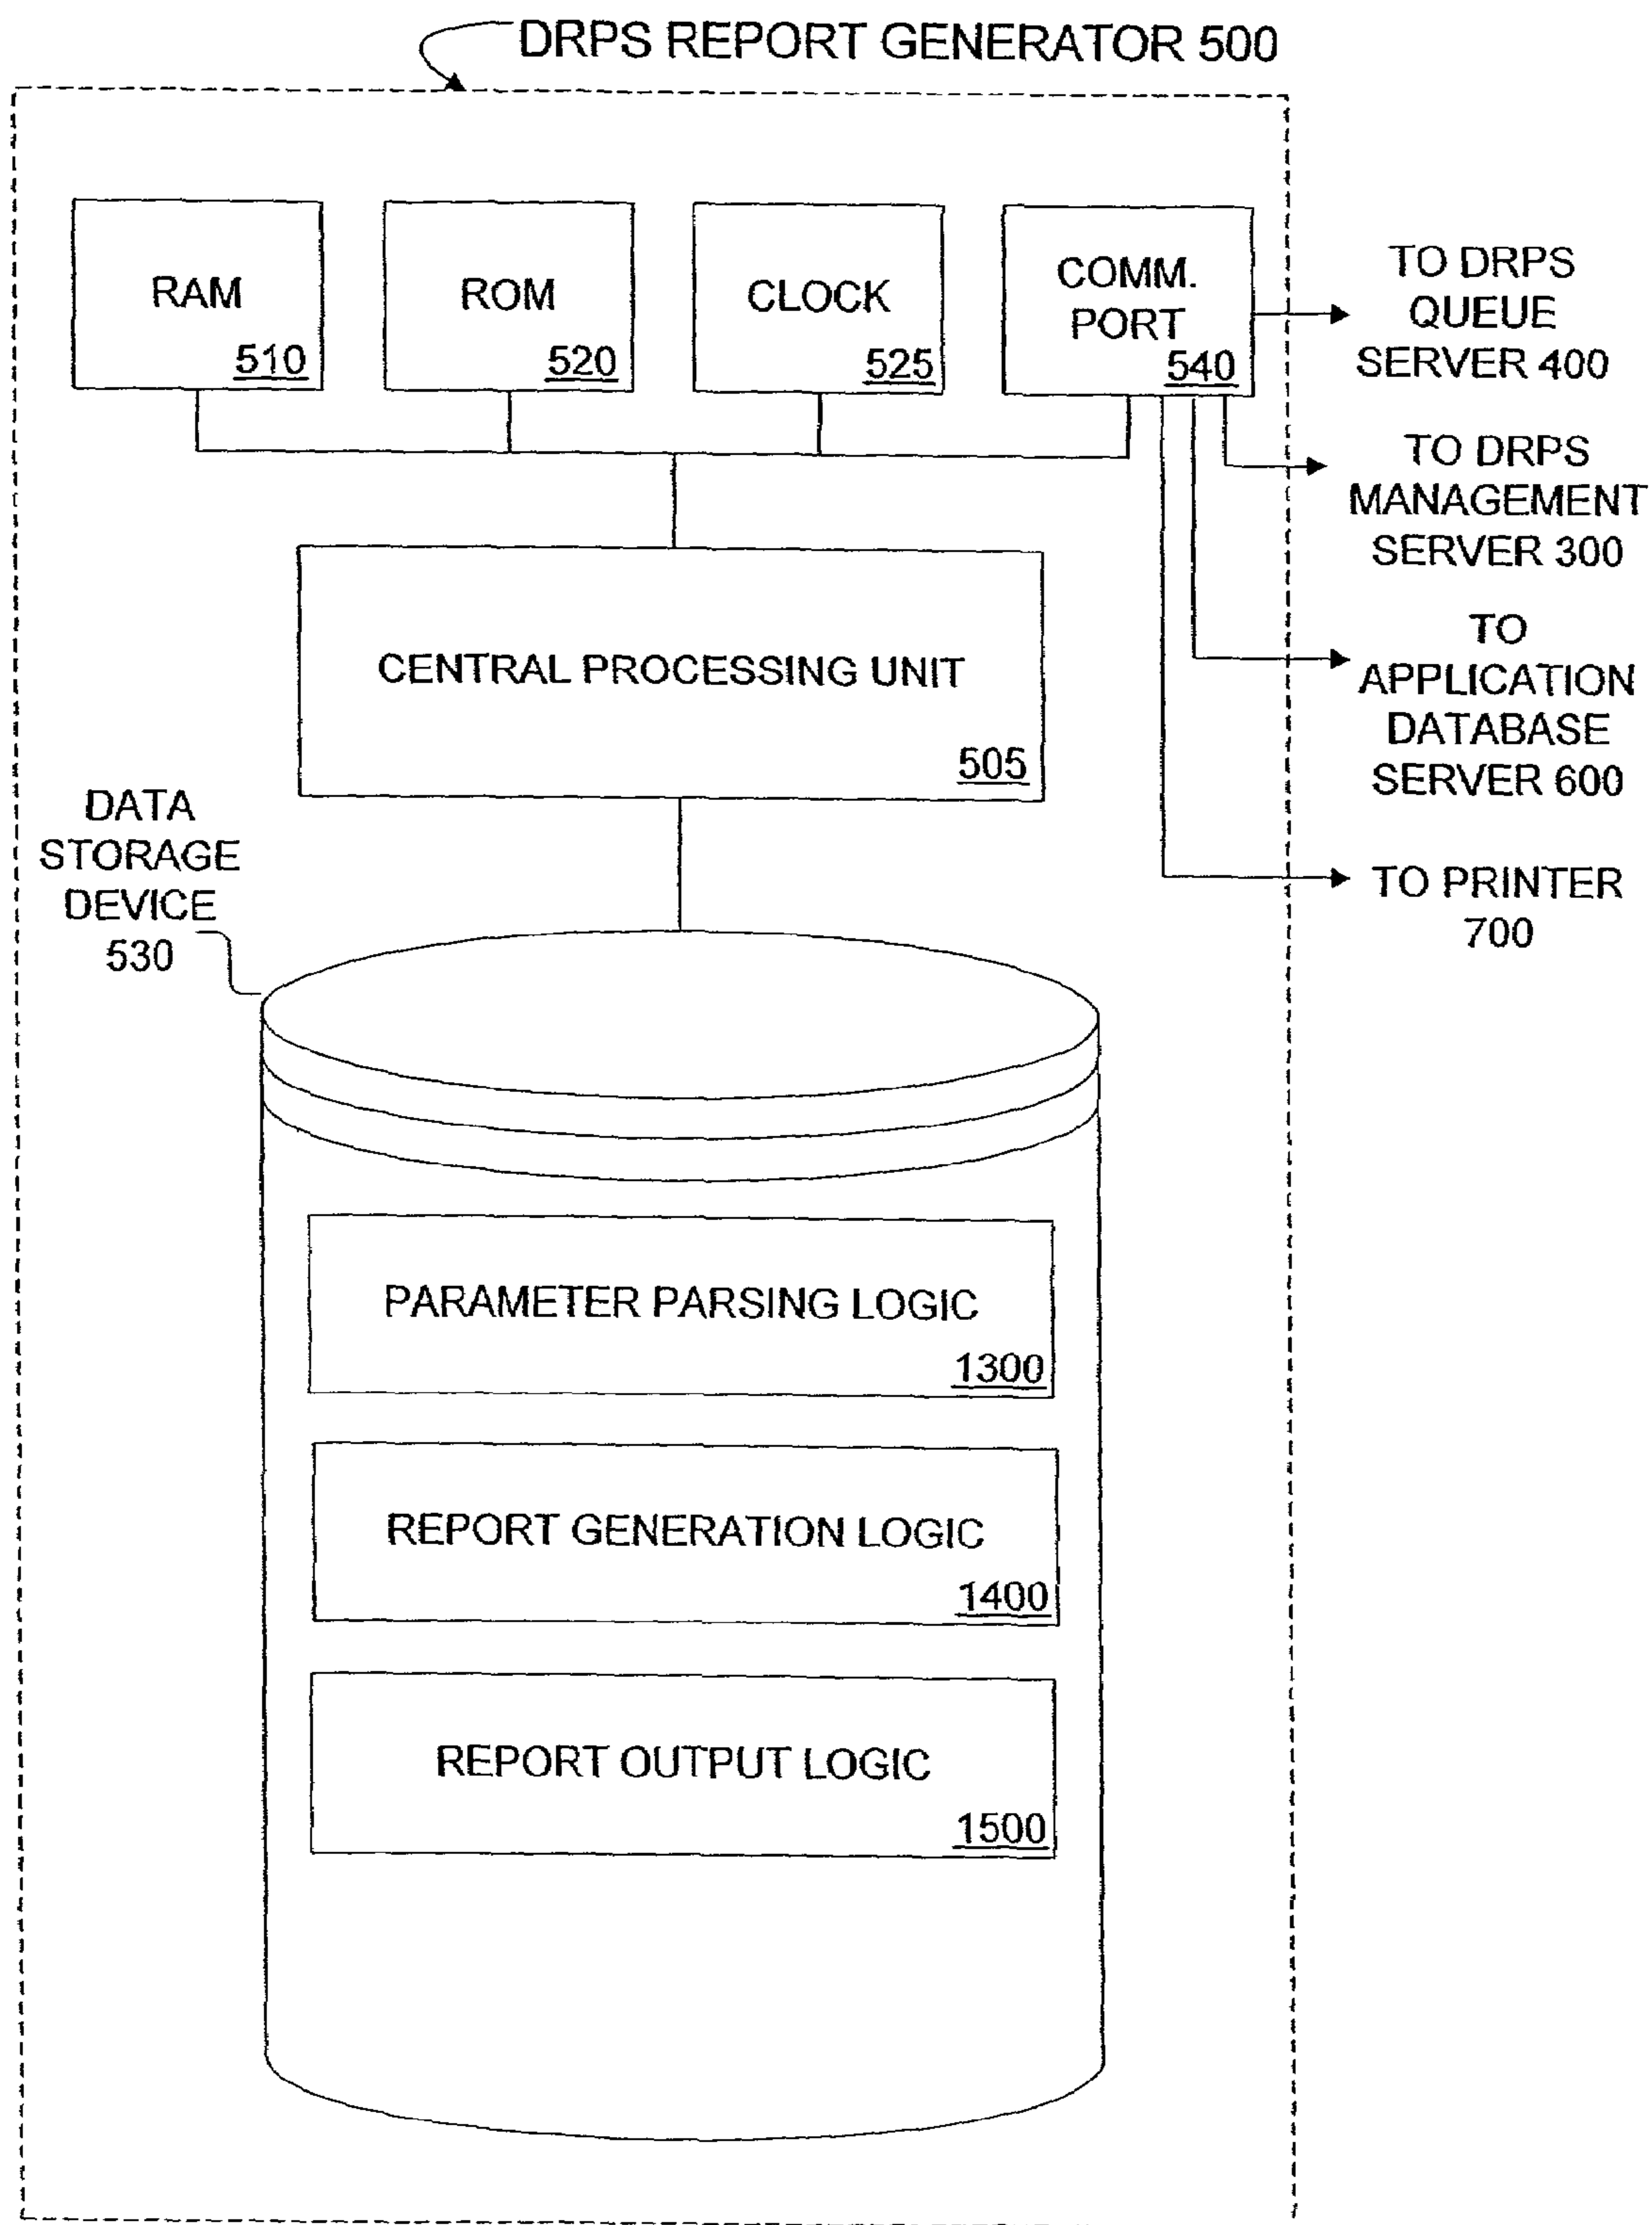 DRPS REPORT GENERATOR 500
RAM
510
ROM
520
CLOCK
525
COMM.
PORT
540
TO DRPS
QUEUE
SERVER 400
TO DRPS
MANAGEMENT
SERVER 300
TO
APPLICATION
DATABASE
SERVER 600
TO PRINTER
700
CENTRAL PROCESSING UNIT
505
DATA
STORAGE
DEVICE
530
PARAMETER PARSING LOGIC
1300
REPORT GENERATION LOGIC
1400
REPORT OUTPUT LOGIC
1500